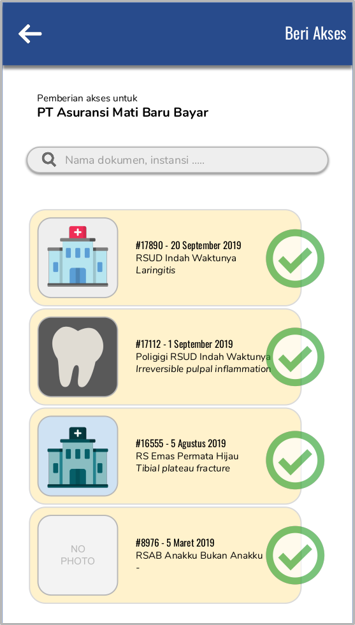 Beri Akses
Pemberian akses untuk
PT Asuransi Mati Baru Bayar
Nama dokumen, instansi .....
#17890 - 20 September 2019
RSUD Indah Waktunya
Laringitis
#17112 - 1 September 2019
Poligigi RSUD Indah Waktunya
Irreversible pulpal inflammation
#16555 - 5 Agustus 2019
RS Emas Permata Hijau
Tibial plateau fracture
NO
PHOTO
#8976 - 5 Maret 2019
RSAB Anakku Bukan Anakku
-